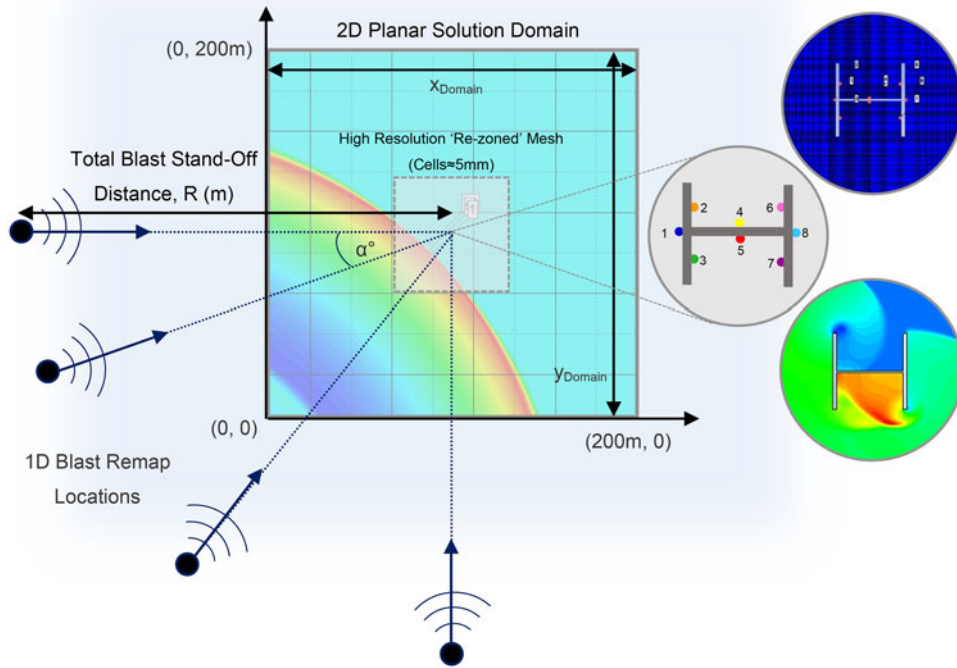 (0, 200m)
2D Planar Solution Domain
xDomain
High Resolution ‘Re-zoned’ Mesh
(Cells≈5mm)
Total Blast Stand-Off
Distance, R (m)
α°
1
2
3
4
5
6
7
8
yDomain
(0, 0)
(200m, 0)
1D Blast Remap
Locations